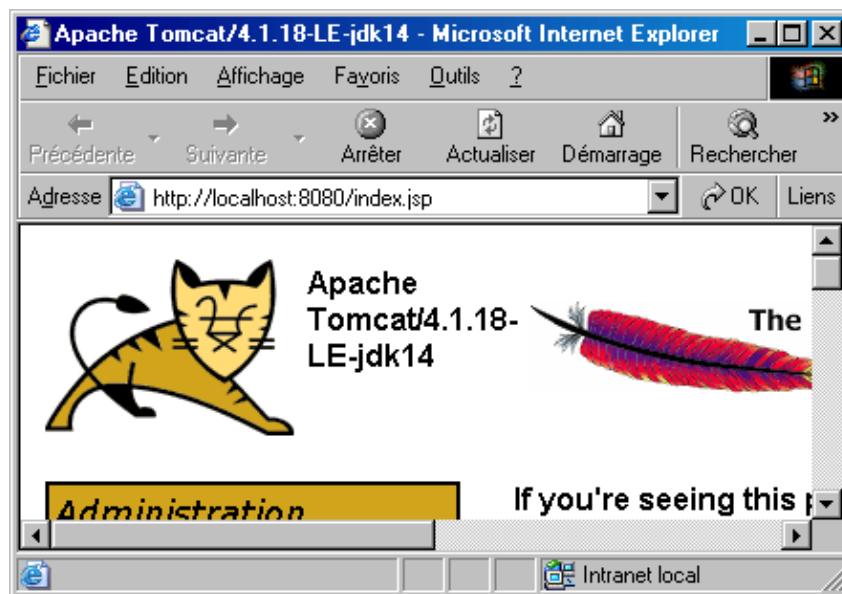 Apache Tomcat/4.1.18-LE-jdk14 - Microsoft Internet Explorer
Fichier Edition Affichage Favoris Outils ?
Précédente Suivante Arrêter Actualiser Démarrage Rechercher »
Adresse http://localhost:8080/index.jsp OK Liens
Apache
Tomcat/4.1.18-
LE-jdk14
The
Administration
If you're seeing this
Intranet local